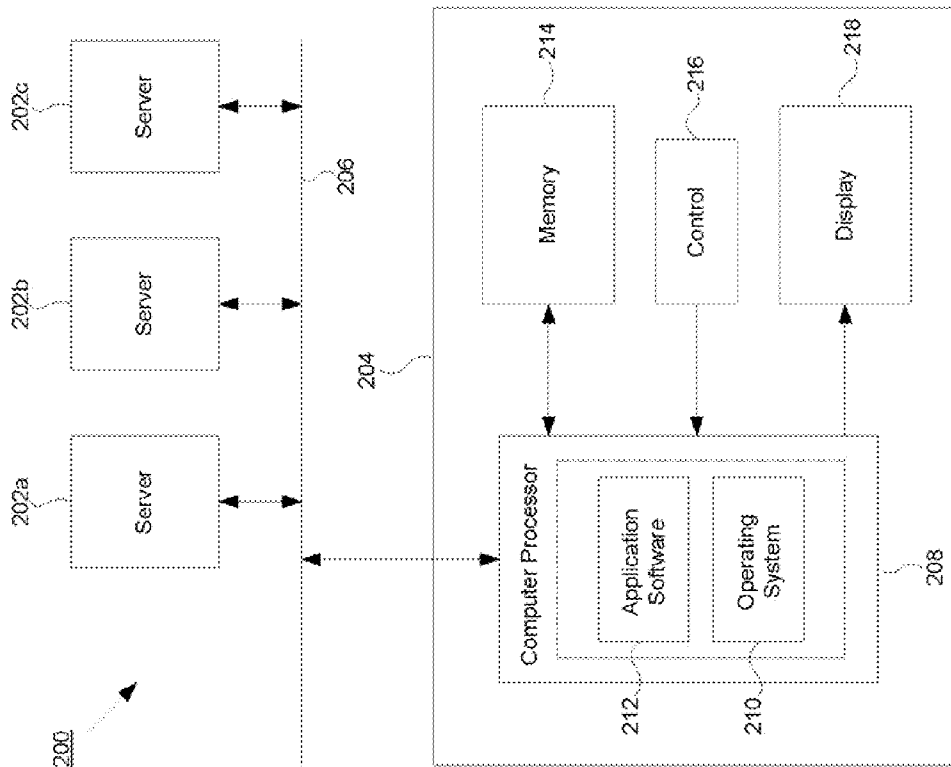 200
202a
Server
202b
Server
202c
Server
206
204
Computer Processor
Application
Software
Operating
System
212
210
208
Memory
214
Control
216
Display
218